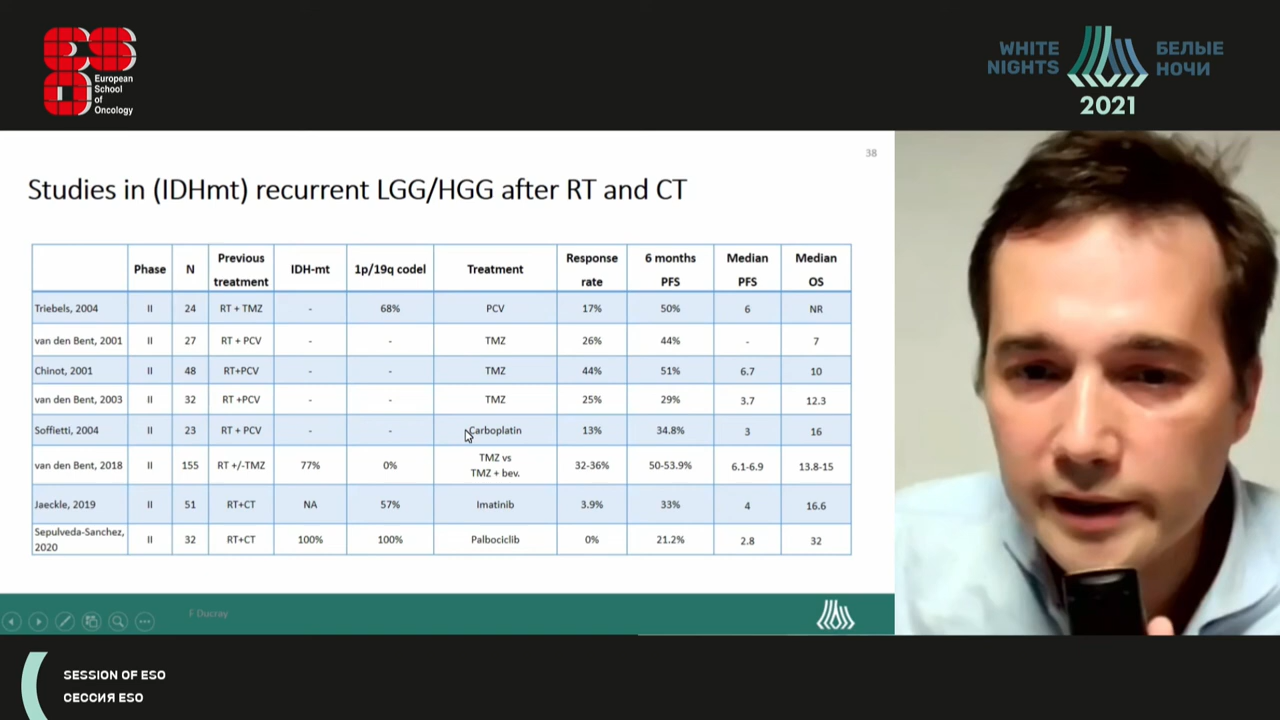 ESO
European
School
of
Oncology
WHITE
NIGHTS
БЕЛЫЕ
НОЧИ
2021
38
Studies in (IDHmt) recurrent LGG/HGG after RT and CT
Phase N Previous treatment IDH-mt 1p/19q codel Treatment Response rate 6 months PFS Median PFS Median OS
Triebels, 2004 II 24 RT + TMZ - 68% PCV 17% 50% 6 NR
van den Bent, 2001 II 27 RT + PCV - - TMZ 26% 44% - 7
Chinot, 2001 II 48 RT+PCV - - TMZ 44% 51% 6.7 10
van den Bent, 2003 II 32 RT +PCV - - TMZ 25% 29% 3.7 12.3
Soffietti, 2004 II 23 RT + PCV - - Carboplatin 13% 34.8% 3 16
van den Bent, 2018 II 155 RT +/-TMZ 77% 0% TMZ vs TMZ + bev. 32-36% 50-53.9% 6.1-6.9 13.8-15
Jaeckle, 2019 II 51 RT+CT NA 57% Imatinib 3.9% 33% 4 16.6
Sepulveda-Sanchez, 2020 II 32 RT+CT 100% 100% Palbociclib 0% 21.2% 2.8 32
F Ducray
SESSION OF ESO
СЕССИЯ ESO